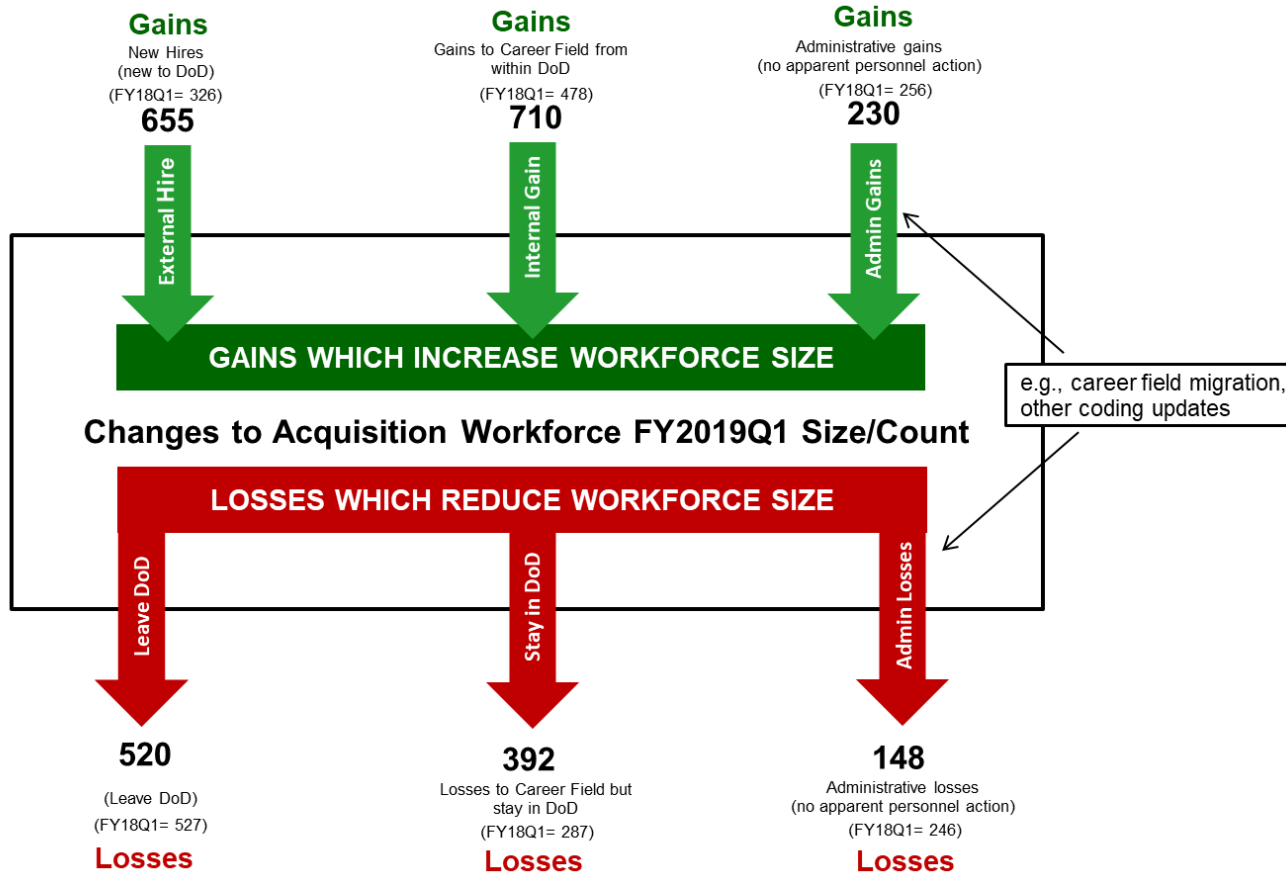 Gains
New Hires
(new to DoD)
(FY18Q1= 326)
655
External Hire
Gains
Gains to Career Field from
within DoD
(FY18Q1= 478)
710
Internal Gain
Gains
Administrative gains
(no apparent personnel action)
(FY18Q1= 256)
230
Admin Gains
GAINS WHICH INCREASE WORKFORCE SIZE
e.g., career field migration,
other coding updates
Changes to Acquisition Workforce FY2019Q1 Size/Count
LOSSES WHICH REDUCE WORKFORCE SIZE
Leave DoD
520
(Leave DoD)
(FY18Q1= 527)
Losses
Stay in DoD
392
Losses to Career Field but
stay in DoD
(FY18Q1= 287)
Losses
Admin Losses
148
Administrative losses
(no apparent personnel action)
(FY18Q1= 246)
Losses